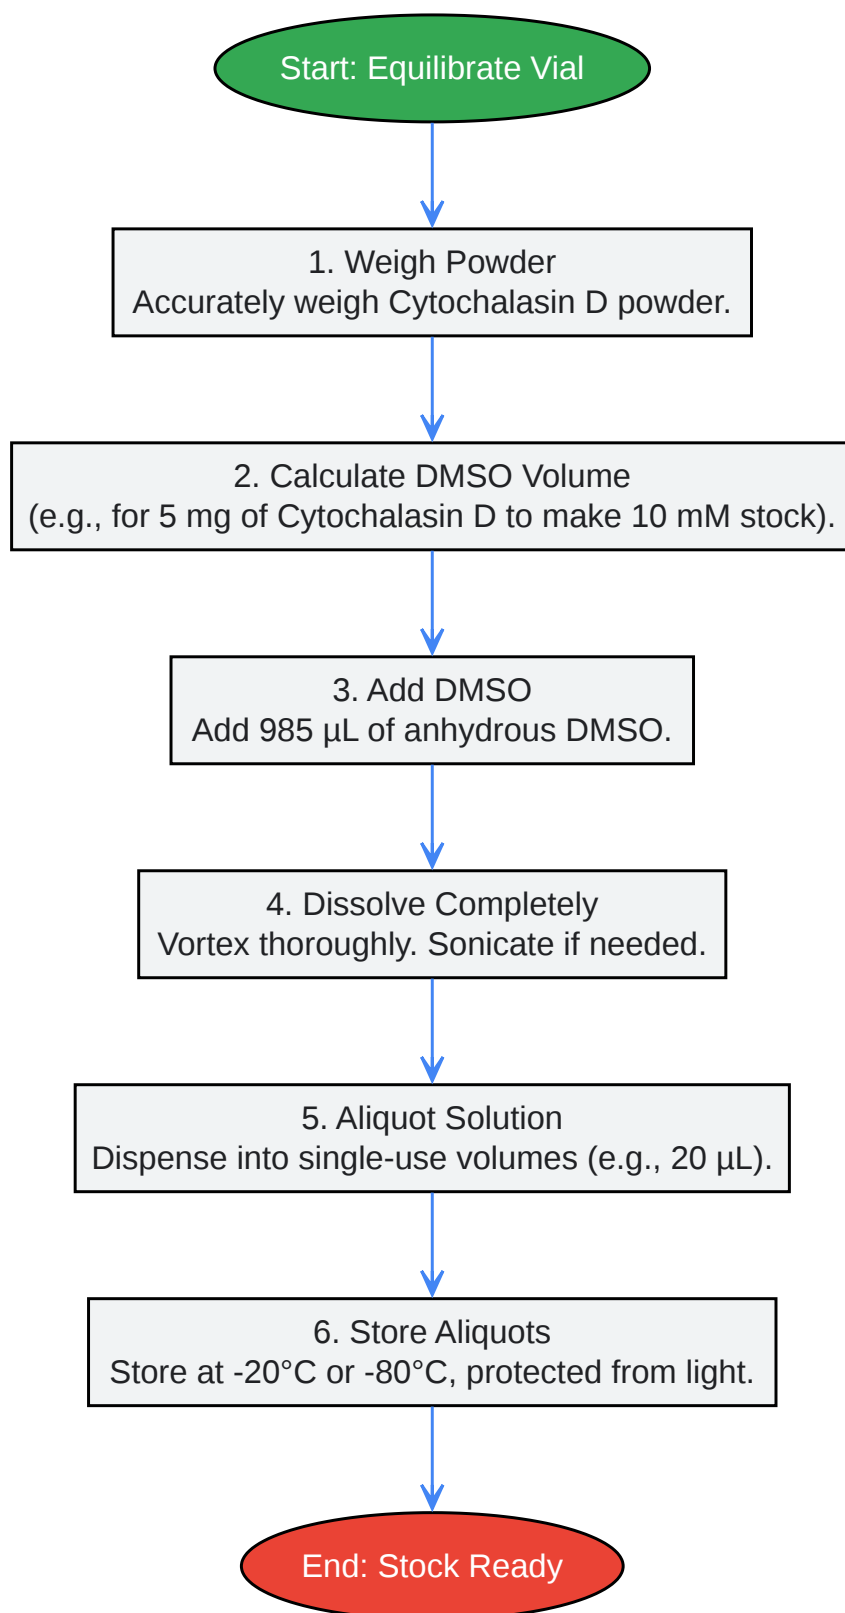 Start: Equilibrate Vial
1. Weigh Powder
Accurately weigh Cytochalasin D powder.
2. Calculate DMSO Volume
(e.g., for 5 mg of Cytochalasin D to make 10 mM stock).
3. Add DMSO
Add 985 µL of anhydrous DMSO.
4. Dissolve Completely
Vortex thoroughly. Sonicate if needed.
5. Aliquot Solution
Dispense into single-use volumes (e.g., 20 µL).
6. Store Aliquots
Store at -20°C or -80°C, protected from light.
End: Stock Ready